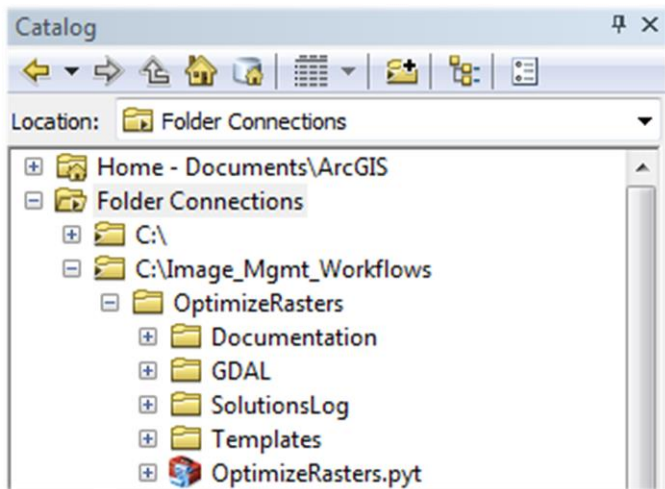 Catalog
Location: Folder Connections
Home - Documents\ArcGIS
Folder Connections
C:\
C:\Image_Mgmt_Workflows
OptimizeRasters
Documentation
GDAL
SolutionsLog
Templates
OptimizeRasters.pyt